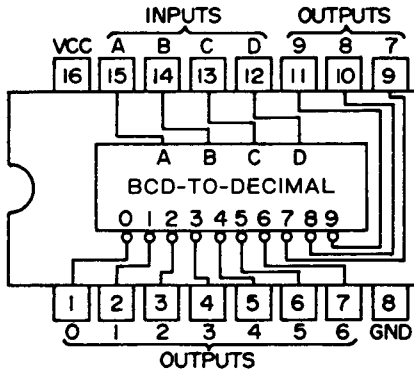 INPUTS OUTPUTS
VCC A B C D 9 8 7
16 15 14 13 12 11 10 9
A B C D
BCD-TO-DECIMAL
0 1 2 3 4 5 6 7 8 9
1 2 3 4 5 6 7 8
0 1 2 3 4 5 6 GND
OUTPUTS